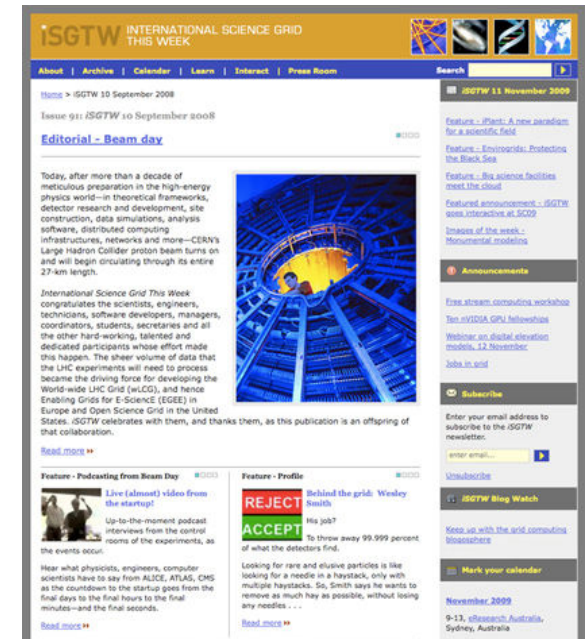 iSGTW INTERNATIONAL SCIENCE GRID
THIS WEEK
About | Archive | Calendar | Learn | Interact | Press Room
Search
Home > iSGTW 10 September 2008
Issue 91: iSGTW 10 September 2008
Editorial - Beam day
Today, after more than a decade of
meticulous preparation in the high-energy
physics world—in theoretical frameworks,
detector research and development, site
construction, data simulations, analysis
software, distributed computing
infrastructures, networks and more—CERN's
Large Hadron Collider proton beam turns on
and will begin circulating through its entire
27-km length.
International Science Grid This Week
congratulates the scientists, engineers,
technicians, software developers, managers,
coordinators, students, secretaries and all
the other hard-working, talented and
dedicated participants whose effort made
this happen. The sheer volume of data that
the LHC experiments will need to process
became the driving force for developing the
World-wide LHC Grid (wLCG), and hence
Enabling Grids for E-SciencE (EGEE) in
Europe and Open Science Grid in the United
States. iSGTW celebrates with them, and thanks them, as this publication is an offspring of
that collaboration.
Read more
Feature - Podcasting from Beam Day
Live (almost) video from
the startup!
Up-to-the-moment podcast
interviews from the control
rooms of the experiments, as
the events occur.
Hear what physicists, engineers, computer
scientists have to say from ALICE, ATLAS, CMS
as the countdown to the startup goes from the
final days to the final hours to the final
minutes—and the final seconds.
Read more
Feature - Profile
REJECT
ACCEPT
Behind the grid: Wesley
Smith
His job?
To throw away 99.999 percent
of what the detectors find.
Looking for rare and elusive particles is like
looking for a needle in a haystack, only with
multiple haystacks. So, Smith says he wants to
remove as much hay as possible, without losing
any needles . . .
Read more
iSGTW 11 November 2009
Feature - iPlant: A new paradigm
for a scientific field
Feature - Envirogrids: Protecting
the Black Sea
Feature - Big science facilities
meet the cloud
Featured announcement - iSGTW
goes interactive at SC09
Images of the week -
Monumental modeling
Announcements
Free stream computing workshop
Ten nVIDIA GPU fellowships
Webinar on digital elevation
models, 12 November
Jobs in grid
Subscribe
Enter your email address to
subscribe to the iSGTW
newsletter.
enter email...
Unsubscribe
iSGTW Blog Watch
Keep up with the grid computing
blogosphere
Mark your calendar
November 2009
9-13, eResearch Australia,
Sydney, Australia